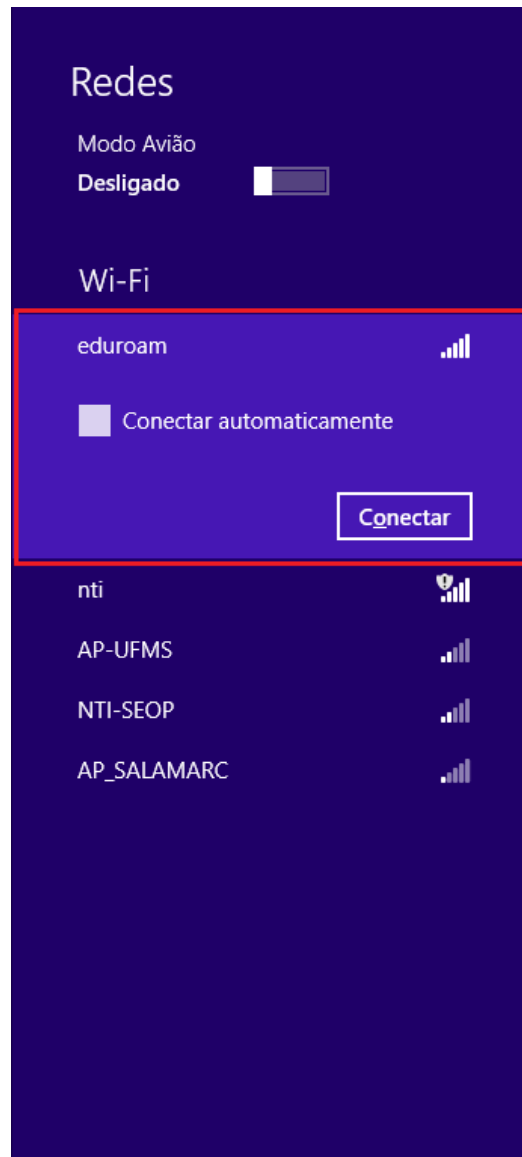 Redes
Modo Avião
Desligado
Wi-Fi
eduroam
Conectar automaticamente
Conectar
nti
AP-UFMS
NTI-SEOP
AP_SALAMARC